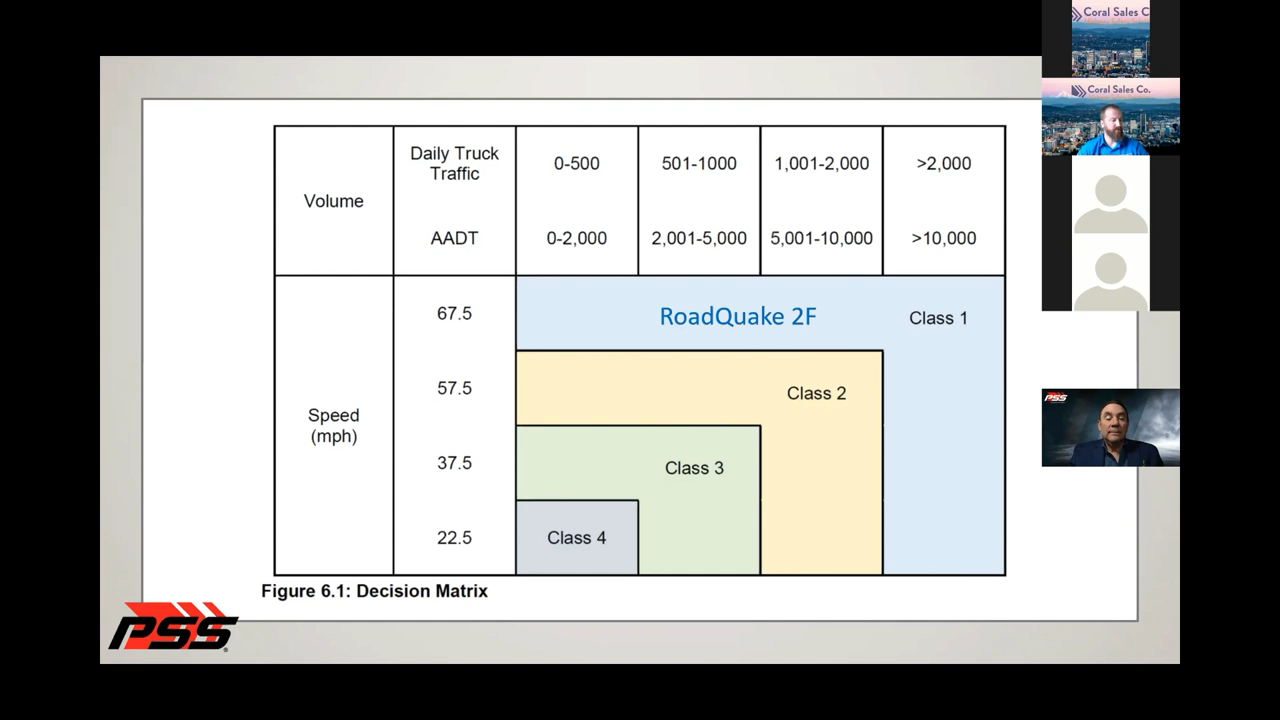 Coral Sales C
Coral Sales Co.
Volume
Daily Truck
Traffic
0-500
501-1000
1,001-2,000
>2,000
AADT
0-2,000
2,001-5,000
5,001-10,000
>10,000
Speed
(mph)
67.5
RoadQuake 2F
Class 1
57.5
Class 2
37.5
Class 3
22.5
Class 4
Figure 6.1: Decision Matrix
PSS
PSS